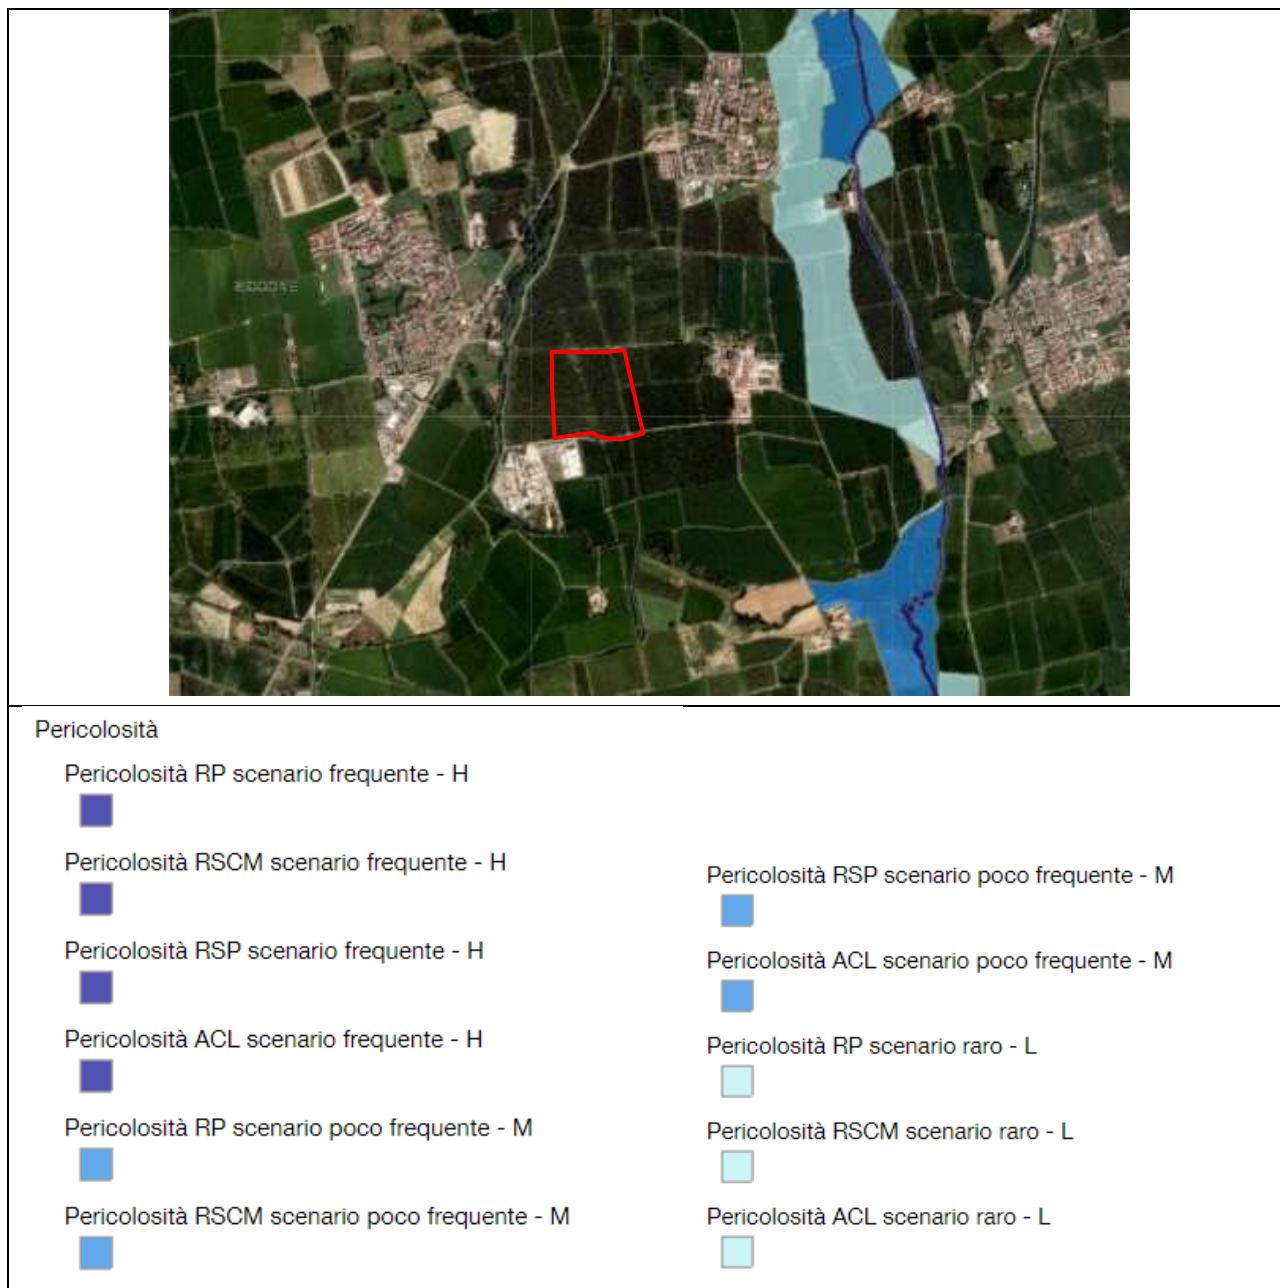 Pericolosità
Pericolosità RP scenario frequente - H
Pericolosità RSCM scenario frequente - H
Pericolosità RSP scenario frequente - H
Pericolosità ACL scenario frequente - H
Pericolosità RP scenario poco frequente - M
Pericolosità RSCM scenario poco frequente - M
Pericolosità RSP scenario poco frequente - M
Pericolosità ACL scenario poco frequente - M
Pericolosità RP scenario raro - L
Pericolosità RSCM scenario raro - L
Pericolosità ACL scenario raro - L